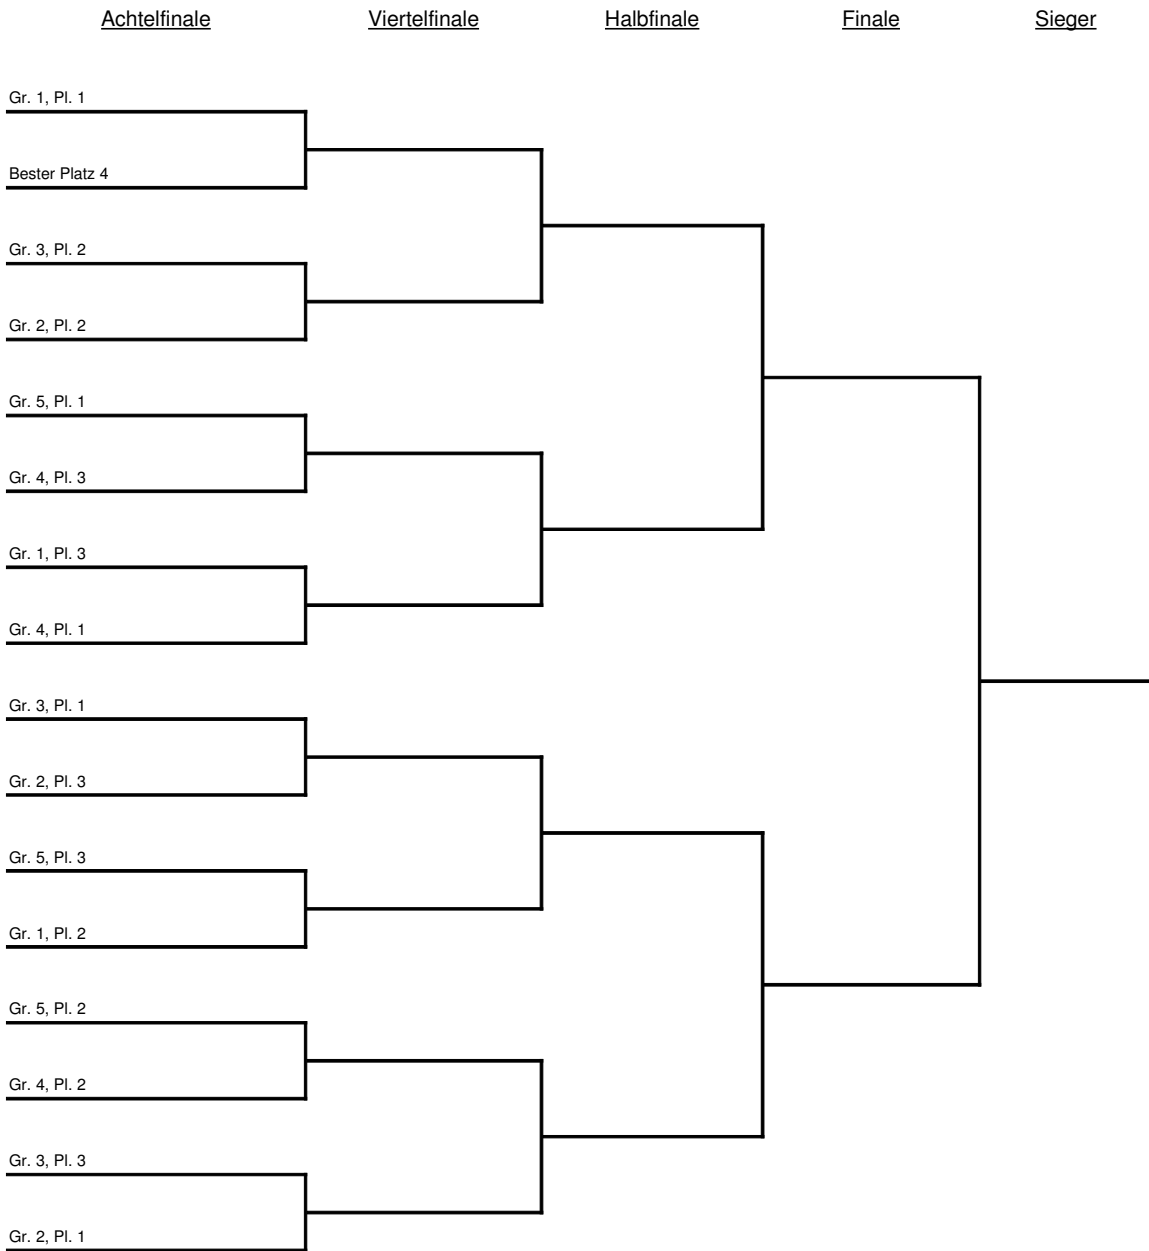 Achtelfinale Viertelfinale Halbfinale Finale Sieger
Gr. 1, Pl. 1
Bester Platz 4
Gr. 3, Pl. 2
Gr. 2, Pl. 2
Gr. 5, Pl. 1
Gr. 4, Pl. 3
Gr. 1, Pl. 3
Gr. 4, Pl. 1
Gr. 3, Pl. 1
Gr. 2, Pl. 3
Gr. 5, Pl. 3
Gr. 1, Pl. 2
Gr. 5, Pl. 2
Gr. 4, Pl. 2
Gr. 3, Pl. 3
Gr. 2, Pl. 1